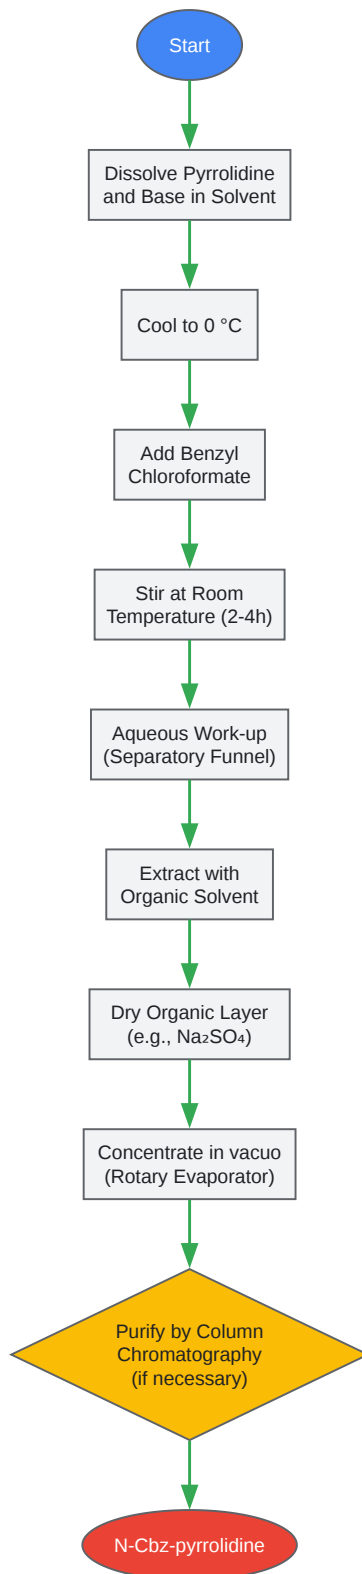 Start
Dissolve Pyrrolidine
and Base in Solvent
Cool to 0 °C
Add Benzyl
Chloroformate
Stir at Room
Temperature (2-4h)
Aqueous Work-up
(Separatory Funnel)
Extract with
Organic Solvent
Dry Organic Layer
(e.g., Na₂SO₄)
Concentrate in vacuo
(Rotary Evaporator)
Purify by Column
Chromatography
(if necessary)
N-Cbz-pyrrolidine